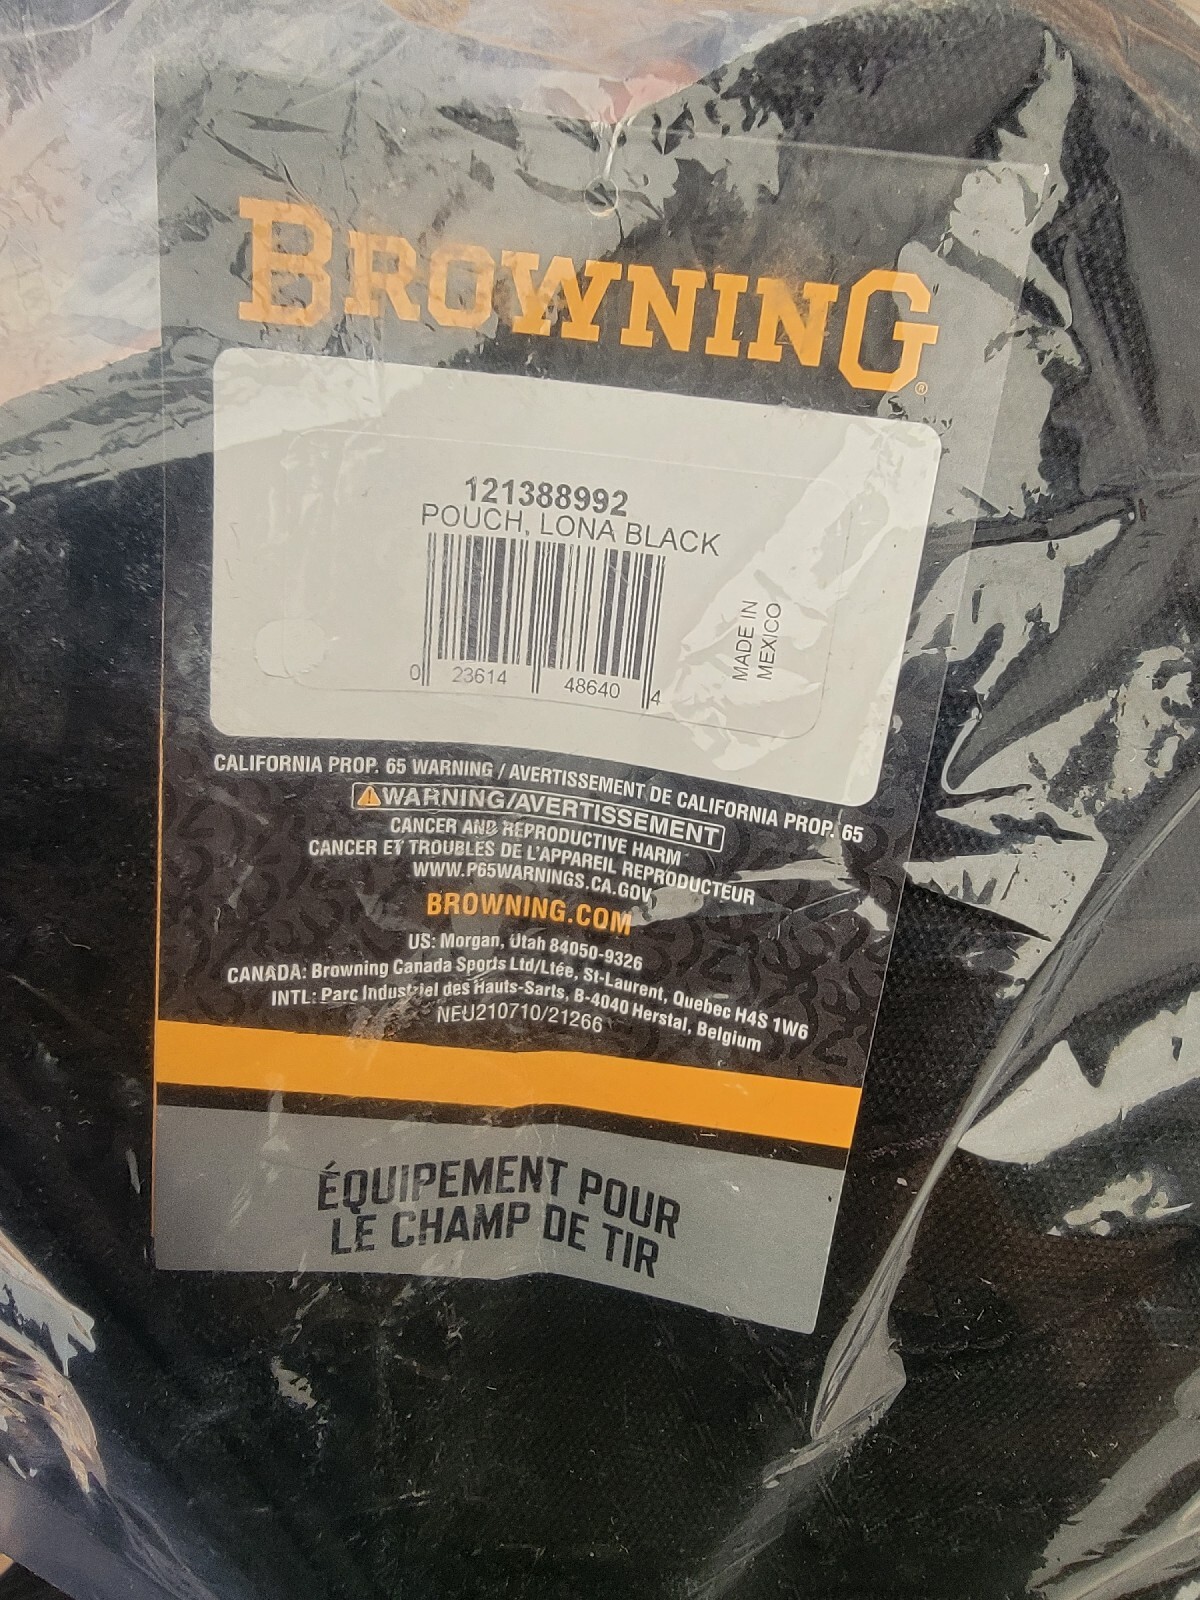 BROWNING®
121388992
POUCH, LONA BLACK
0 23614 48640 4
MADE IN
MEXICO
CALIFORNIA PROP. 65 WARNING / AVERTISSEMENT DE CALIFORNIA PROP. 65
WARNING/AVERTISSEMENT
CANCER AND REPRODUCTIVE HARM
CANCER ET TROUBLES DE L'APPAREIL REPRODUCTEUR
WWW.P65WARNINGS.CA.GOV
BROWNING.COM
US: Morgan, Utah 84050-9326
CANADA: Browning Canada Sports Ltd/Ltée, St-Laurent, Quebec H4S 1W6
INTL: Parc Industriel des Hauts-Sarts, B-4040 Herstal, Belgium
NEU210710/21266
ÉQUIPEMENT POUR
LE CHAMP DE TIR